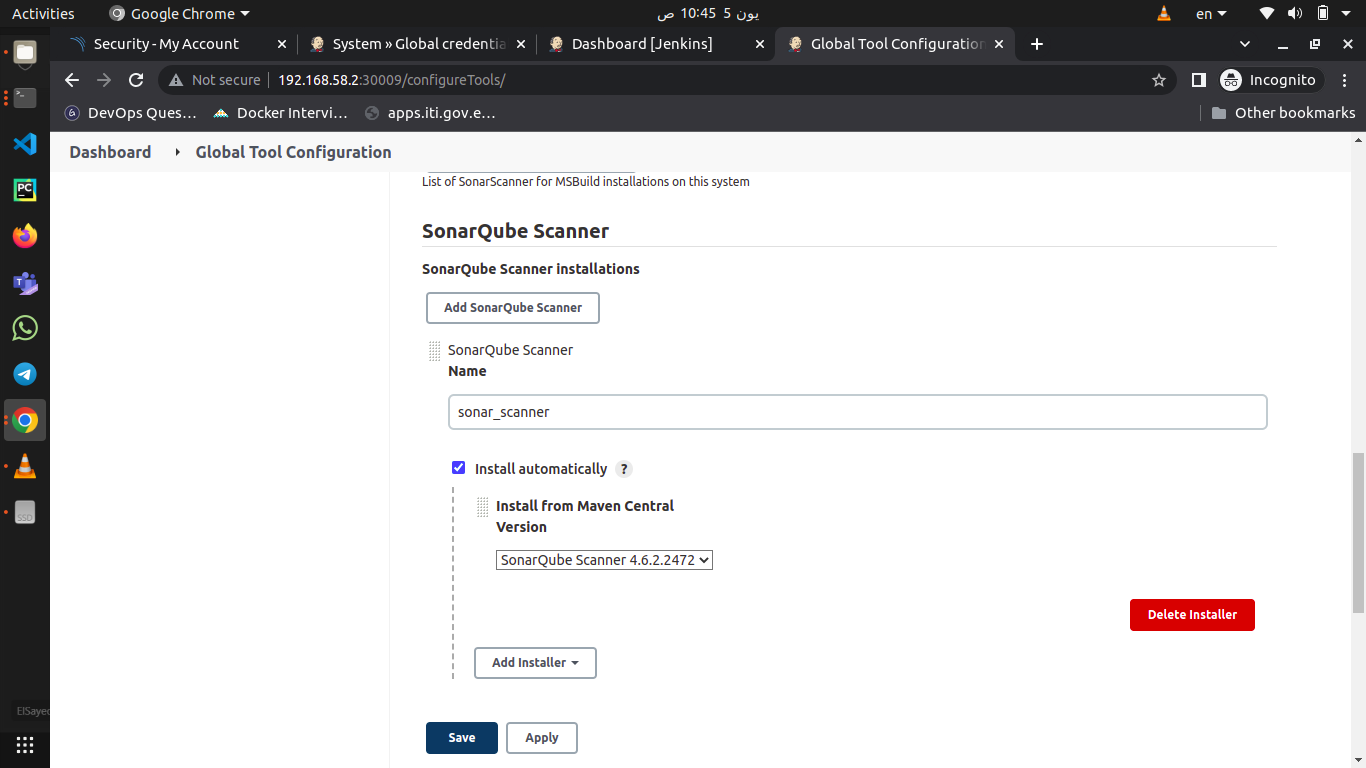 Activities
Google Chrome
يون 5 10:45 ص
en
Security - My Account
System » Global credentia
Dashboard [Jenkins]
Global Tool Configuration
Not secure
192.168.58.2:30009/configureTools/
Incognito
DevOps Ques...
Docker Intervi...
apps.iti.gov.e...
Other bookmarks
Dashboard
Global Tool Configuration
List of SonarScanner for MSBuild installations on this system
SonarQube Scanner
SonarQube Scanner installations
Add SonarQube Scanner
SonarQube Scanner
Name
sonar_scanner
Install automatically ?
Install from Maven Central
Version
SonarQube Scanner 4.6.2.2472
Delete Installer
Add Installer
Save
Apply
PC
SSD
ElSayed